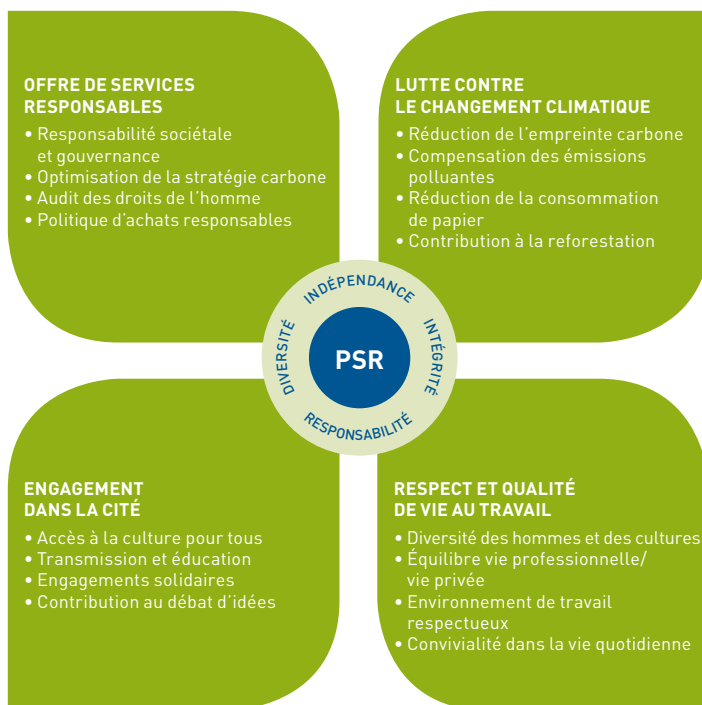 OFFRE DE SERVICES
RESPONSABLES
• Responsabilité sociétale
et gouvernance
• Optimisation de la stratégie carbone
• Audit des droits de l'homme
• Politique d'achats responsables
LUTTE CONTRE
LE CHANGEMENT CLIMATIQUE
• Réduction de l'empreinte carbone
• Compensation des émissions
polluantes
• Réduction de la consommation
de papier
• Contribution à la reforestation
INDÉPENDANCE
DIVERSITÉ
PSR
INTÉGRITÉ
RESPONSABILITÉ
ENGAGEMENT
DANS LA CITÉ
• Accès à la culture pour tous
• Transmission et éducation
• Engagements solidaires
• Contribution au débat d'idées
RESPECT ET QUALITÉ
DE VIE AU TRAVAIL
• Diversité des hommes et des cultures
• Équilibre vie professionnelle/
vie privée
• Environnement de travail
respectueux
• Convivialité dans la vie quotidienne